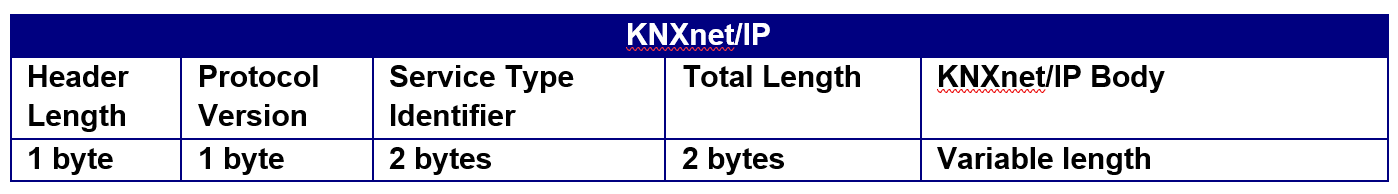 KNXnet/IP
Header Length
Protocol Version
Service Type Identifier
Total Length
KNXnet/IP Body
1 byte
1 byte
2 bytes
2 bytes
Variable length